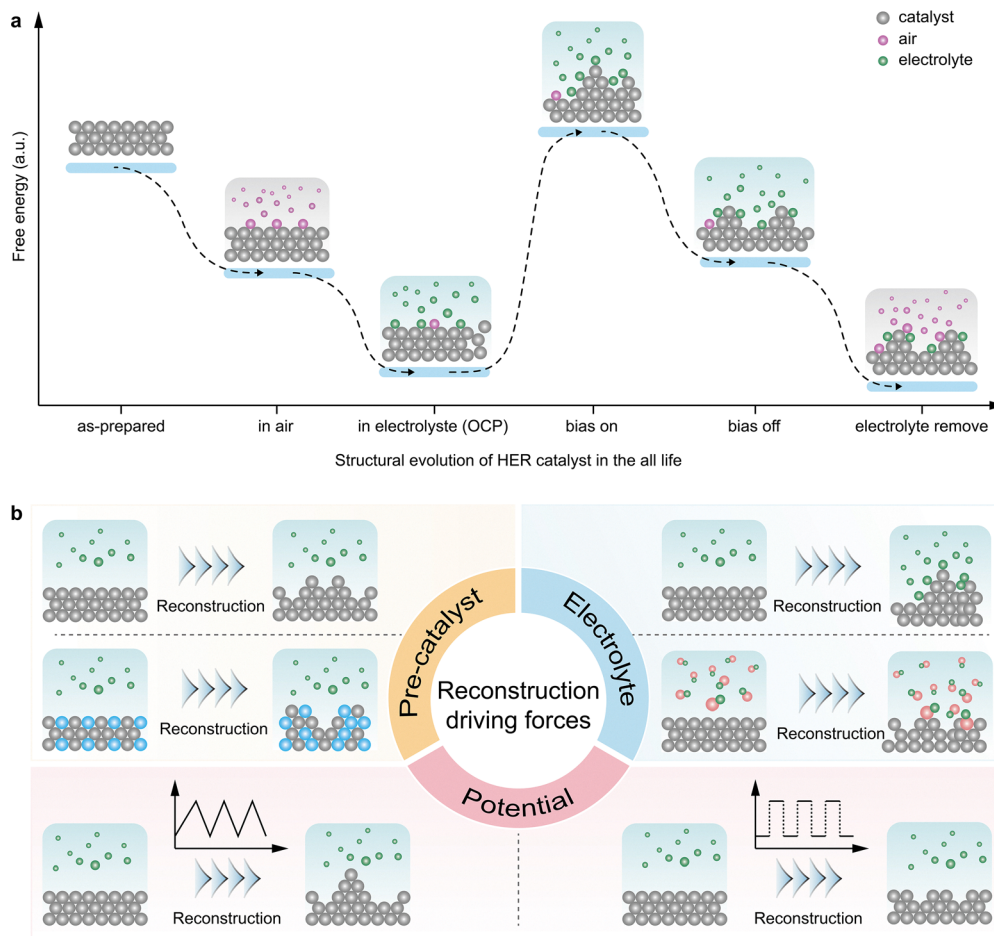 a
catalyst
air
electrolyte
Free energy (a.u.)
as-prepared
in air
in electrolyste (OCP)
bias on
bias off
electrolyte remove
Structural evolution of HER catalyst in the all life
b
Reconstruction
Reconstruction
Reconstruction
Reconstruction
Pre-catalyst
Electrolyte
Potential
Reconstruction
driving forces
Reconstruction
Reconstruction